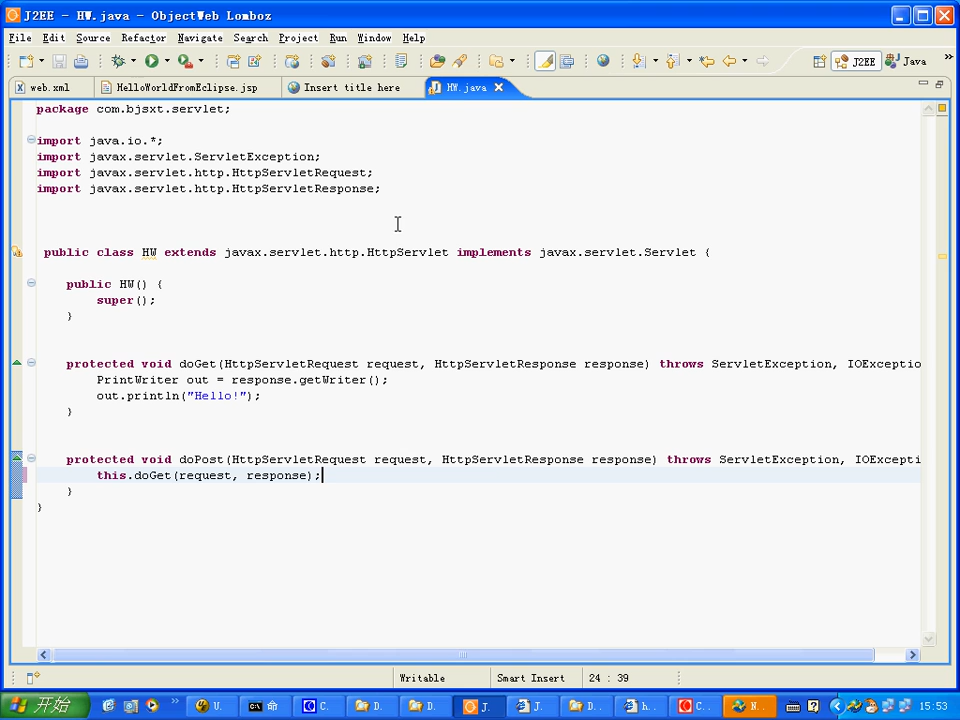 J2EE - HW.java - ObjectWeb Lomboz
File Edit Source Refactor Navigate Search Project Run Window Help
J2EE Java
web.xml HelloWorldFromEclipse.jsp Insert title here HW.java
package com.bjsxt.servlet;
import java.io.*;
import javax.servlet.ServletException;
import javax.servlet.http.HttpServletRequest;
import javax.servlet.http.HttpServletResponse;
public class HW extends javax.servlet.http.HttpServlet implements javax.servlet.Servlet {
public HW() {
super();
}
protected void doGet(HttpServletRequest request, HttpServletResponse response) throws ServletException, IOExceptio
PrintWriter out = response.getWriter();
out.println("Hello!");
}
protected void doPost(HttpServletRequest request, HttpServletResponse response) throws ServletException, IOExcepti
this.doGet(request, response);
}
}
Writable Smart Insert 24 : 39
开始 U. 命 C. D. D. J. J. D.. h. C.. N. 15:53